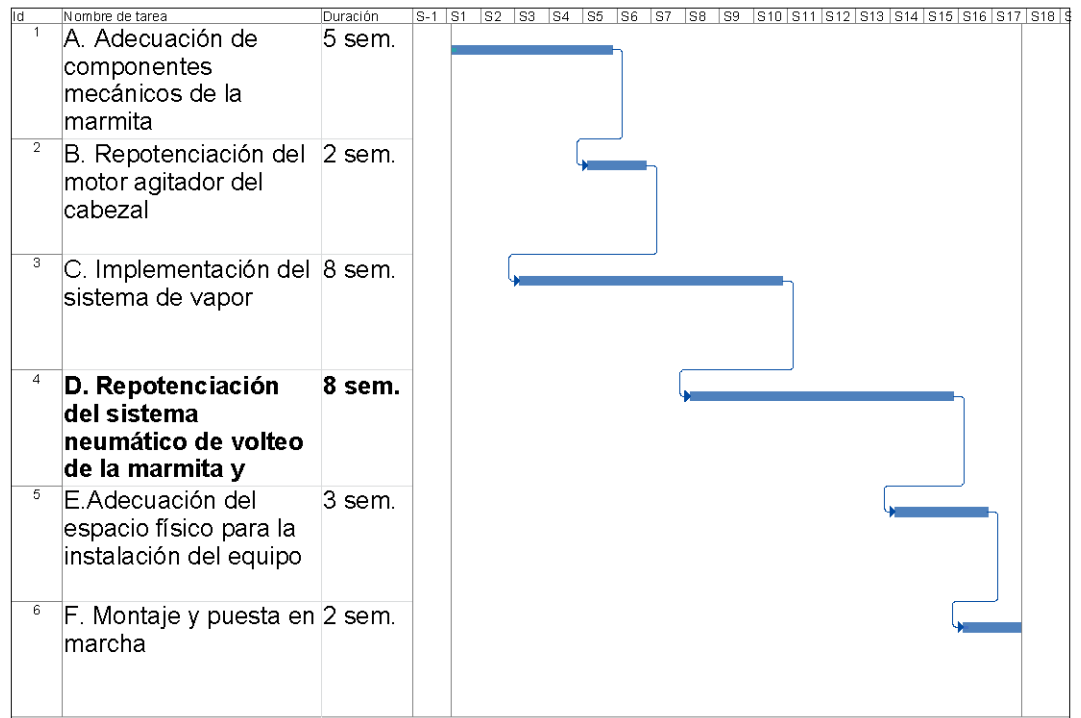 Id Nombre de tarea Duración S-1 S1 S2 S3 S4 S5 S6 S7 S8 S9 S10 S11 S12 S13 S14 S15 S16 S17 S18 S
1 A. Adecuación de 5 sem.
componentes
mecánicos de la
marmita
2 B. Repotenciación del 2 sem.
motor agitador del
cabezal
3 C. Implementación del 8 sem.
sistema de vapor
4 D. Repotenciación 8 sem.
del sistema
neumático de volteo
de la marmita y
5 E.Adecuación del 3 sem.
espacio físico para la
instalación del equipo
6 F. Montaje y puesta en 2 sem.
marcha